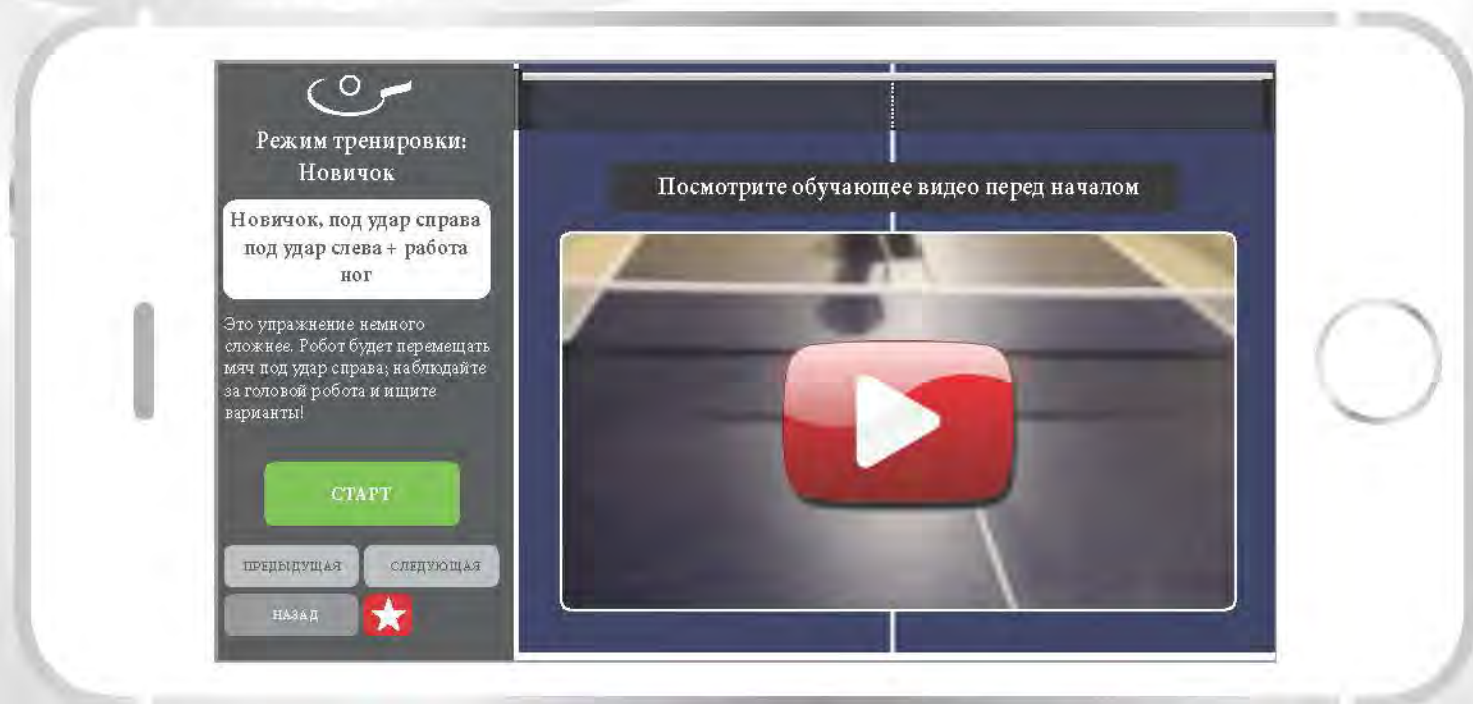 Режим тренировки:
Новичок
Новичок, под удар справа
под удар слева + работа
ног
Это упражнение немного
сложнее. Робот будет перемещать
мяч под удар справа; наблюдайте
за головой робота и ищите
варианты!
СТАРТ
ПРЕДЫДУЩАЯ
СЛЕДУЮЩАЯ
НАЗАД
Посмотрите обучающее видео перед началом